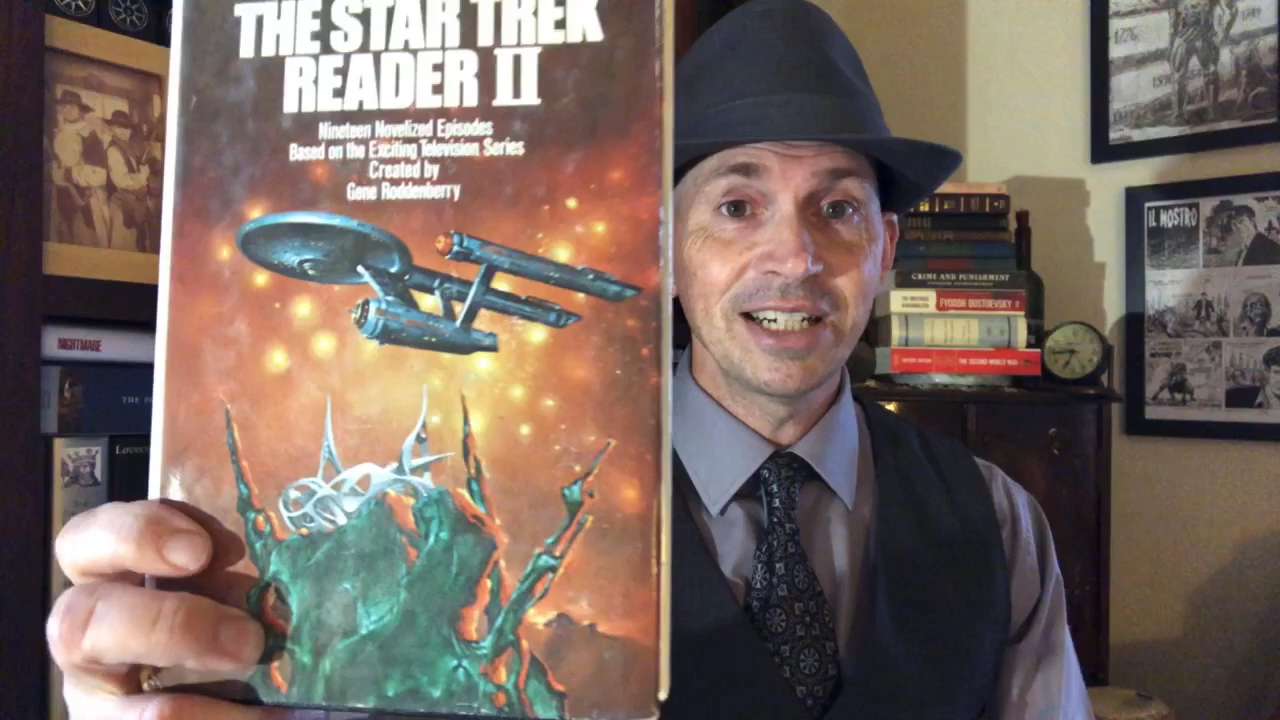 THE STAR TREK
READER II
Nineteen Novelized Episodes
Based on the Exciting Television Series
Created by
Gene Roddenberry
NIGHTMARE
CRIME AND PUNISHMENT
FYODOR DOSTOEVSKY
THE SECOND WORLD WAR
IL MOSTRO
1776